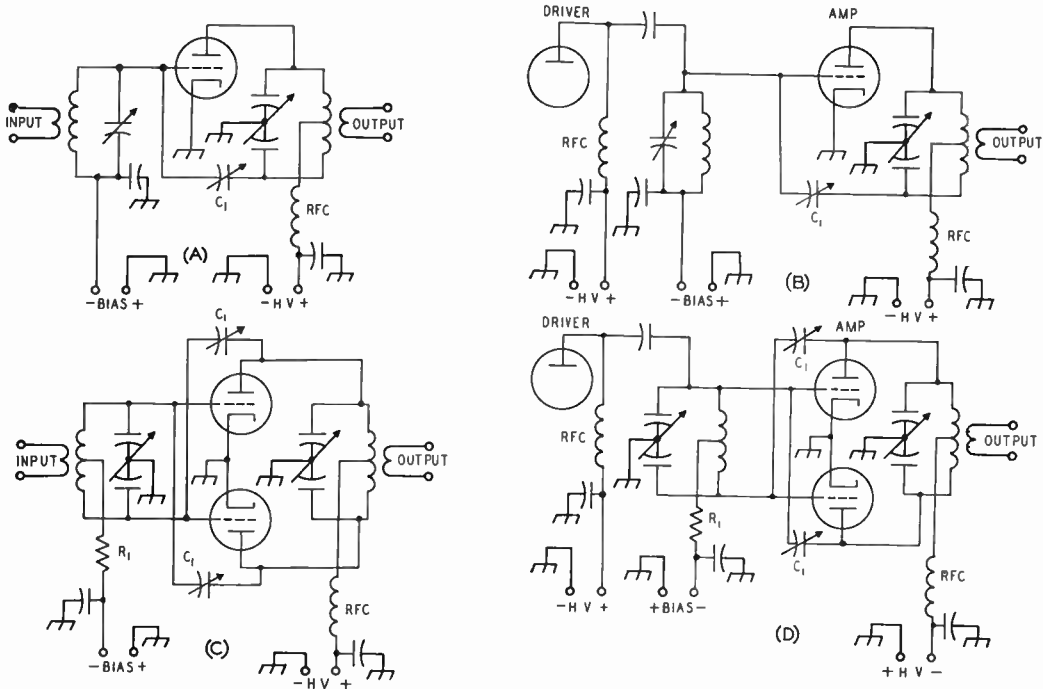 INPUT
C1
RFC
OUTPUT
(A)
-BIAS+
-HV+
DRIVER
AMP
RFC
C1
OUTPUT
RFC
(B)
-HV+
-BIAS+
-HV+
C1
INPUT
OUTPUT
R1
C1
RFC
(C)
-BIAS+
-HV+
DRIVER
AMP
C1
RFC
OUTPUT
R1
C1
RFC
-HV+
+BIAS-
(D)
+HV-